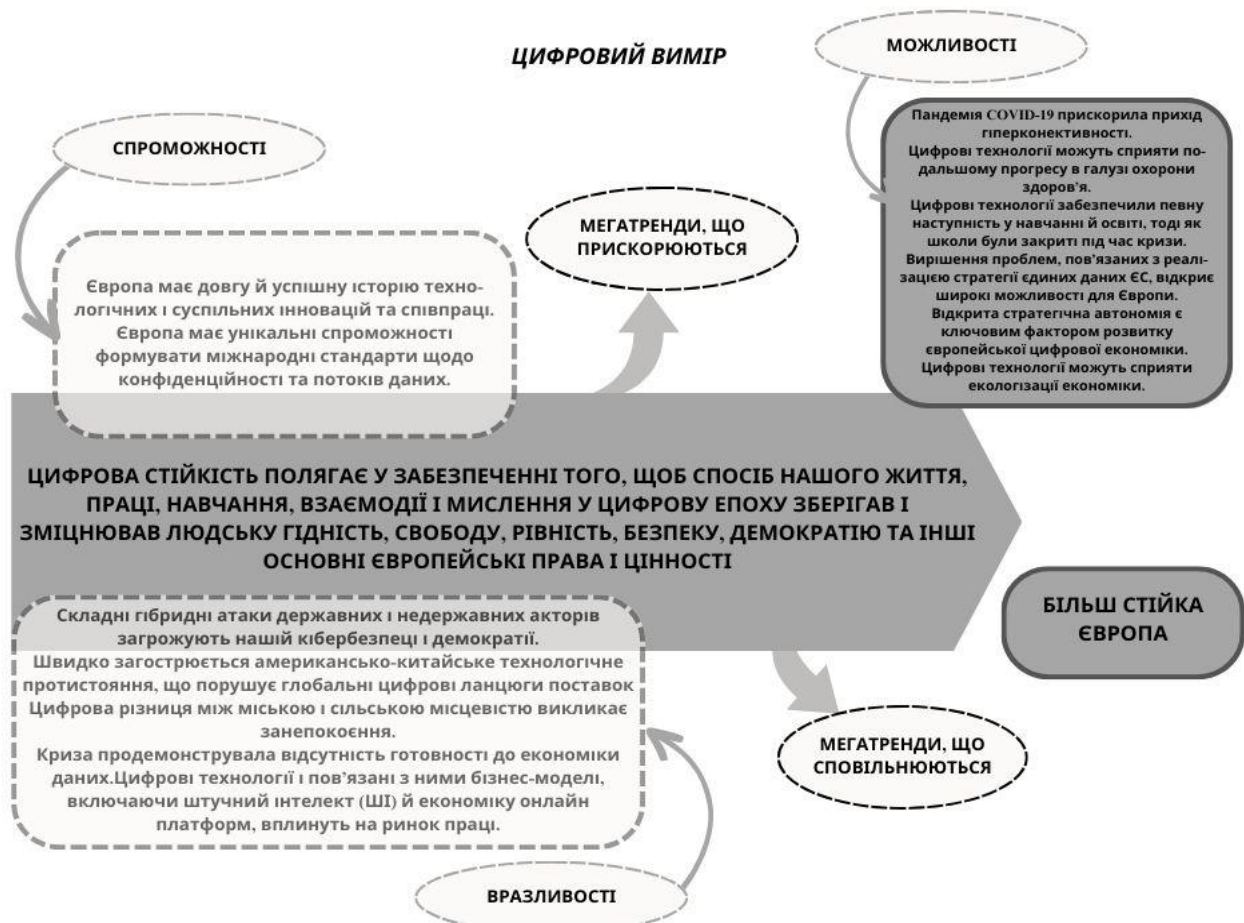 ЦИФРОВИЙ ВИМІР
МОЖЛИВОСТІ
Пандемія COVID-19 прискорила прихід
гіперконективності.
Цифрові технології можуть сприяти по-
дальшому прогресу в галузі охорони
здоров'я.
Цифрові технології забезпечили певну
наступність у навчанні й освіті, тоді як
школи були закриті під час кризи.
Вирішення проблем, пов'язаних з реалі-
зацією стратегії єдиних даних ЄС, відкриє
широкі можливості для Європи.
Відкрита стратегічна автономія є
ключовим фактором розвитку
європейської цифрової економіки.
Цифрові технології можуть сприяти
екологізації економіки.
СПРОМОЖНОСТІ
Європа має довгу й успішну історію техно-
логічних і суспільних інновацій та співпраці.
Європа має унікальні спроможності
формувати міжнародні стандарти щодо
конфіденційності та потоків даних.
МЕГАТРЕНДИ, ЩО
ПРИСКОРЮЮТЬСЯ
ЦИФРОВА СТІЙКІСТЬ ПОЛЯГАЄ У ЗАБЕЗПЕЧЕННІ ТОГО, ЩОБ СПОСІБ НАШОГО ЖИТТЯ,
ПРАЦІ, НАВЧАННЯ, ВЗАЄМОДІЇ І МИСЛЕННЯ У ЦИФРОВУ ЕПОХУ ЗБЕРІГАВ І
ЗМІЦНЮВАВ ЛЮДСЬКУ ГІДНІСТЬ, СВОБОДУ, РІВНІСТЬ, БЕЗПЕКУ, ДЕМОКРАТІЮ ТА ІНШІ
ОСНОВНІ ЄВРОПЕЙСЬКІ ПРАВА І ЦІННОСТІ
БІЛЬШ СТІЙКА
ЄВРОПА
Складні гібридні атаки державних і недержавних акторів
загрожують нашій кібербезпеці і демократії.
Швидко загострюється американсько-китайське технологічне
протистояння, що порушує глобальні цифрові ланцюги поставок
Цифрова різниця між міською і сільською місцевістю викликає
занепокоєння.
Криза продемонструвала відсутність готовності до економіки
даних.Цифрові технології і пов'язані з ними бізнес-моделі,
включаючи штучний інтелект (ШІ) й економіку онлайн
платформ, вплинуть на ринок праці.
МЕГАТРЕНДИ, ЩО
СПОВІЛЬНЮЮТЬСЯ
ВРАЗЛИВОСТІ